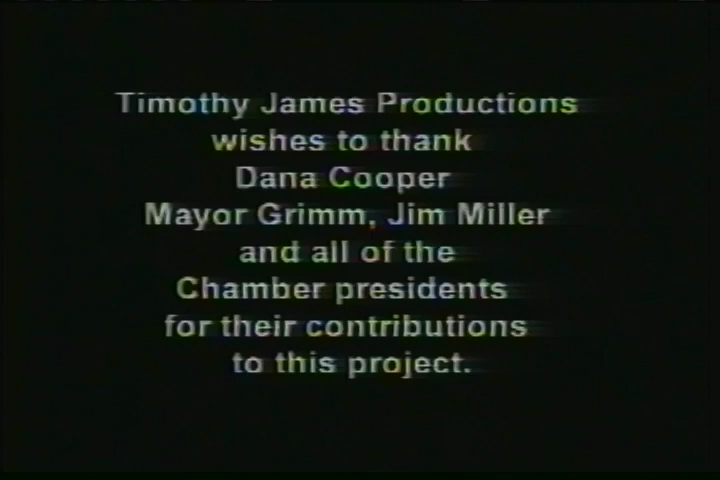 Timothy James Productions
wishes to thank
Dana Cooper
Mayor Grimm, Jim Miller
and all of the
Chamber presidents
for their contributions
to this project.